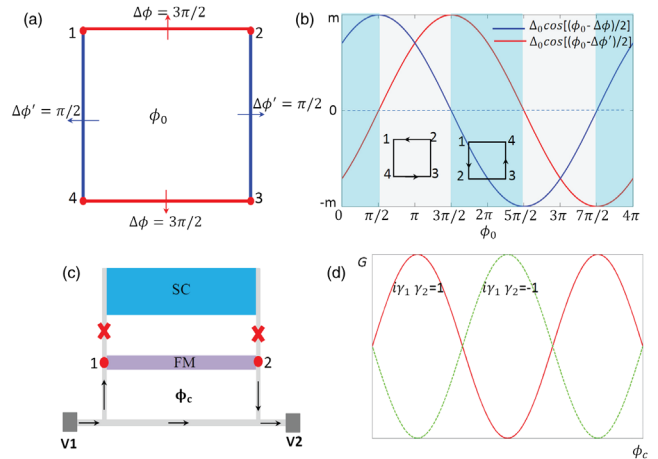 (a)
Δϕ = 3π/2
1
2
Δϕ′ = π/2
ϕ0
Δϕ′ = π/2
4
3
Δϕ = 3π/2
(b)
m
0
-m
Δ0cos[(ϕ0- Δϕ)/2]
Δ0cos[(ϕ0-Δϕ′)/2]
1 2
4 3
1 4
2 3
0 π/2 π 3π/2 2π 5π/2 3π 7π/2 4π
ϕ0
(c)
SC
1 FM 2
ϕc
V1 V2
(d)
G
iγ1 γ2=1 iγ1 γ2=-1
ϕc